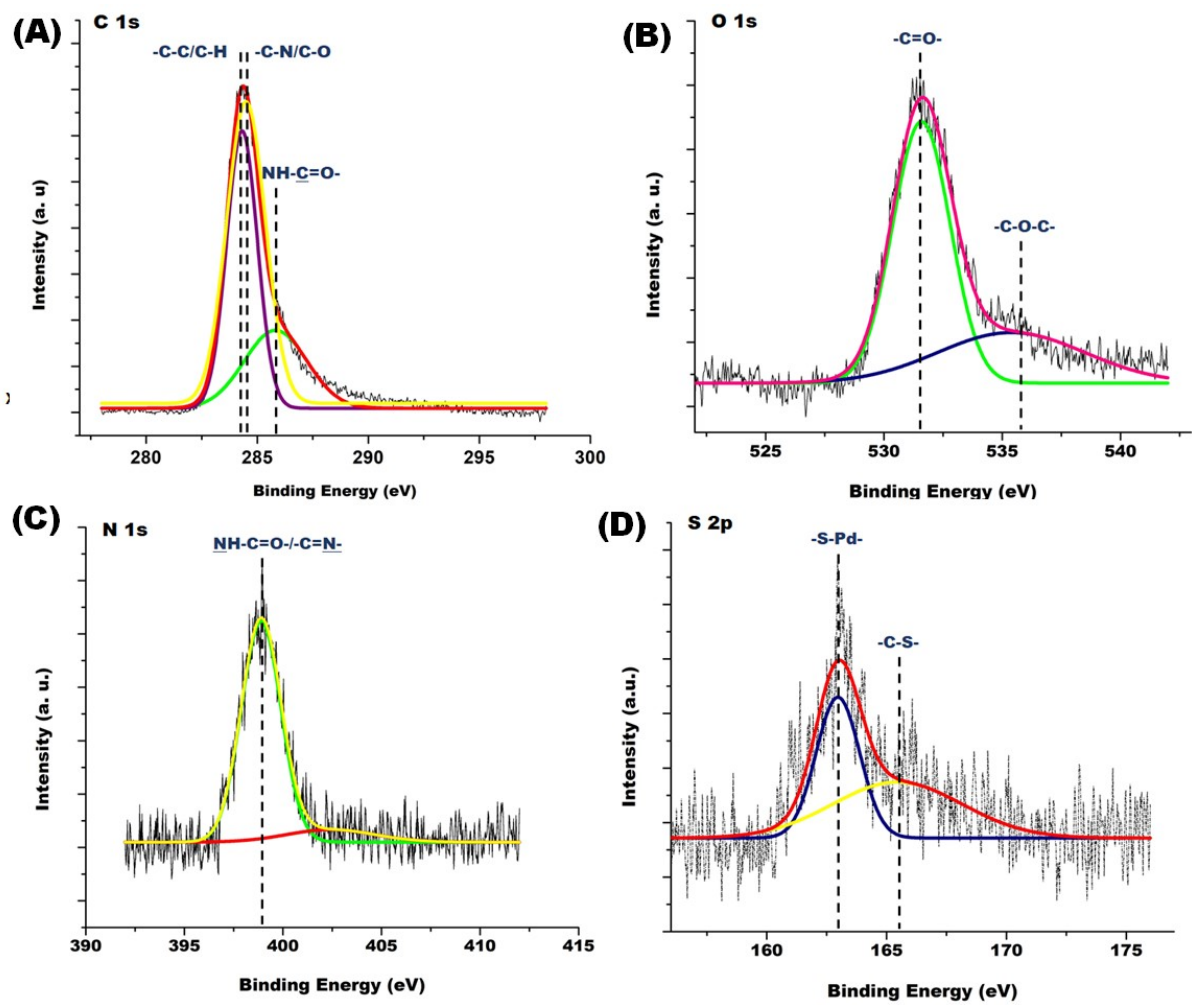 (A)
C 1s
-C-C/C-H
-C-N/C-O
NH-C=O-
Intensity (a. u)
280 285 290 295 300
Binding Energy (eV)
(B)
O 1s
-C=O-
-C-O-C-
Intensity (a. u.)
525 530 535 540
Binding Energy (eV)
(C)
N 1s
NH-C=O-/-C=N-
Intensity (a. u.)
390 395 400 405 410 415
Binding Energy (eV)
(D)
S 2p
-S-Pd-
-C-S-
Intensity (a.u.)
160 165 170 175
Binding Energy (eV)